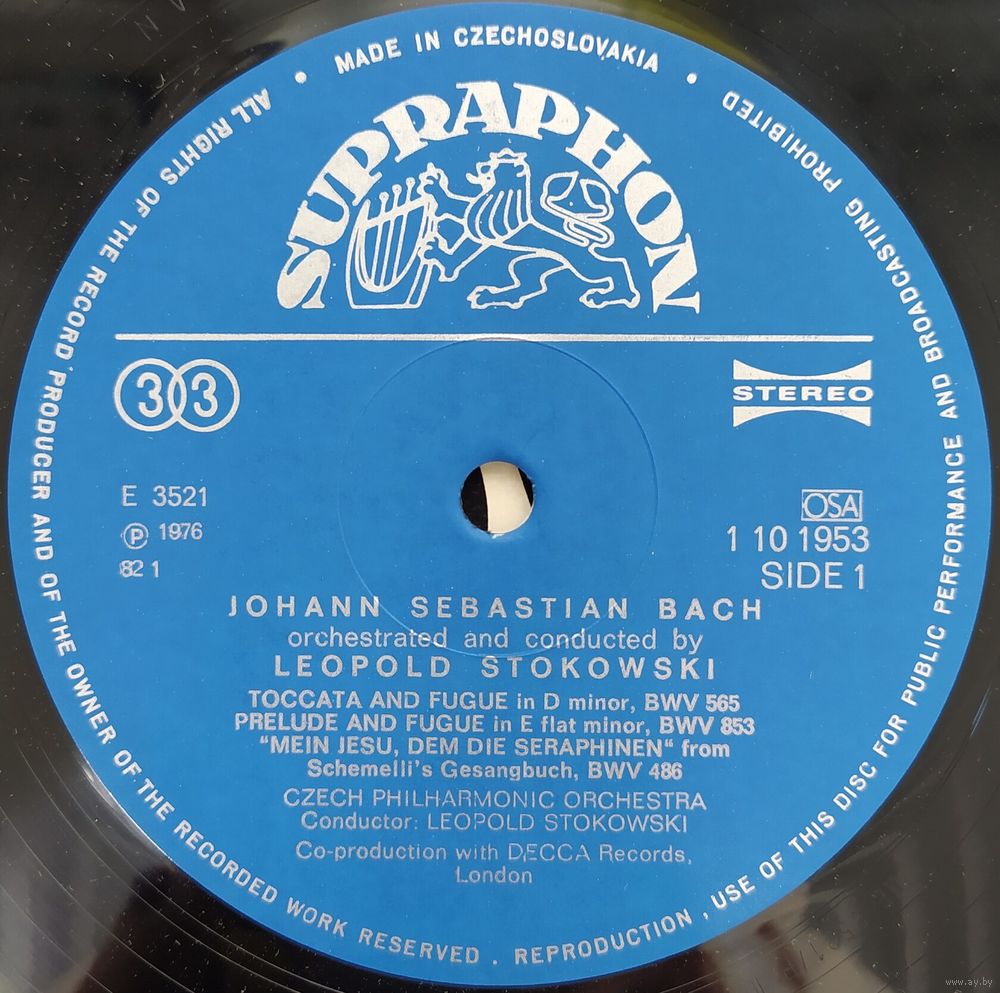 MADE IN CZECHOSLOVAKIA
SUPRAPHON
33
STEREO
E 3521
℗ 1976
82 1
OSA
1 10 1953
SIDE 1
JOHANN SEBASTIAN BACH
orchestrated and conducted by
LEOPOLD STOKOWSKI
TOCCATA AND FUGUE in D minor, BWV 565
PRELUDE AND FUGUE in E flat minor, BWV 853
"MEIN JESU, DEM DIE SERAPHINEN" from
Schemelli's Gesangbuch, BWV 486
CZECH PHILHARMONIC ORCHESTRA
Conductor: LEOPOLD STOKOWSKI
Co-production with DECCA Records,
London
ALL RIGHTS OF THE RECORD PRODUCER AND OF THE OWNER OF THE RECORDED WORK RESERVED . REPRODUCTION , USE OF THIS DISC FOR PUBLIC PERFORMANCE AND BROADCASTING PROHIBITED
www.ay.by